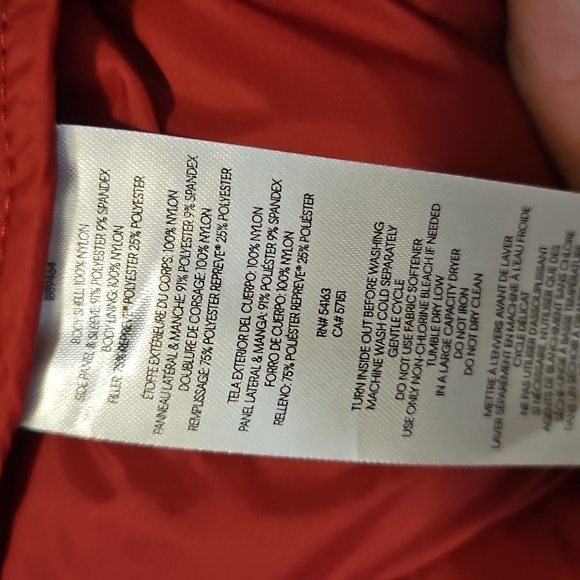 BODY SHELL: 100% NYLON
SIDE PANEL & SLEEVE: 91% POLYESTER 9% SPANDEX
BODY LINING: 100% NYLON
FILLER: 75% REPREVE® POLYESTER 25% POLYESTER
ÉTOFFE EXTÉRIEURE DU CORPS: 100% NYLON
PANNEAU LATÉRAL & MANCHE: 91% POLYESTER 9% SPANDEX
DOUBLURE DE CORSAGE: 100% NYLON
REMPLISSAGE: 75% POLYESTER REPREVE® 25% POLYESTER
TELA EXTERIOR DEL CUERPO: 100% NYLON
PANEL LATERAL & MANGA: 91% POLIÉSTER 9% SPANDEX
FORRO DE CUERPO: 100% NYLON
RELLENO: 75% POLIÉSTER REPREVE® 25% POLIÉSTER
RN# 54163
CA# 57151
TURN INSIDE OUT BEFORE WASHING
MACHINE WASH COLD SEPARATELY
GENTLE CYCLE
DO NOT USE FABRIC SOFTENER
USE ONLY NON-CHLORINE BLEACH IF NEEDED
TUMBLE DRY LOW
IN A LARGE CAPACITY DRYER
DO NOT IRON
DO NOT DRY CLEAN
METTRE À L'ENVERS AVANT DE LAVER
LAVER SÉPAREMENT EN MACHINE À L'EAU FROIDE
CYCLE DÉLICAT
NE PAS UTILISER D'ASSOUPLISSANT
SI NÉCESSAIRE, N'UTILISER QUE DES